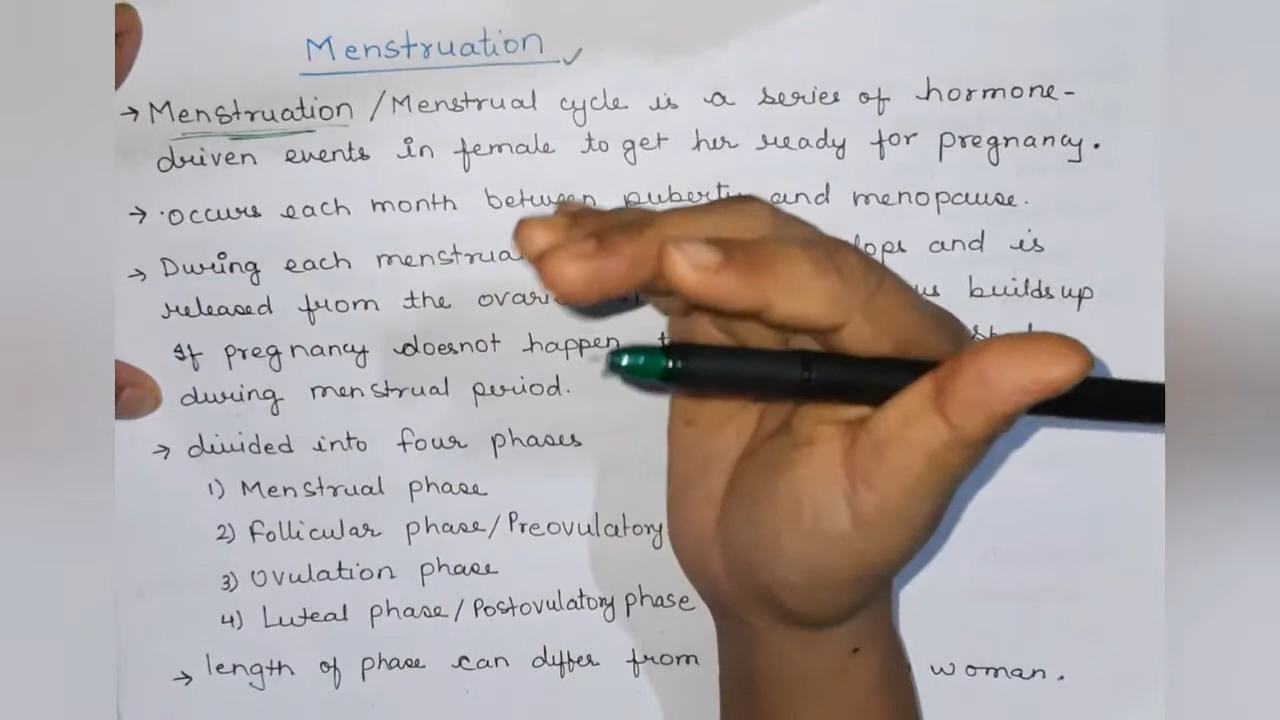 Menstruation
→ Menstruation / Menstrual cycle is a series of hormone-
driven events in female to get her ready for pregnancy.
→ occurs each month between puberty and menopause.
→ During each and is
released from the builds up
If pregnancy doesnot happen
during menstrual period.
→ divided into four phases
1) Menstrual phase
2) Follicular phase/Preovulatory
3) Ovulation phase
4) Luteal phase/Postovulatory phase
→ length of phase can differ from woman.